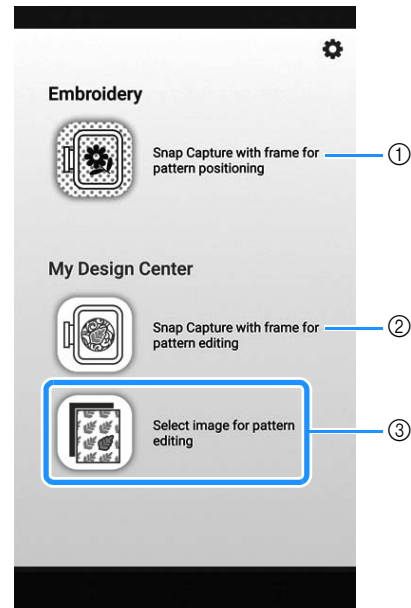 Embroidery
Snap Capture with frame for
pattern positioning
①
My Design Center
Snap Capture with frame for
pattern editing
②
Select image for pattern
editing
③